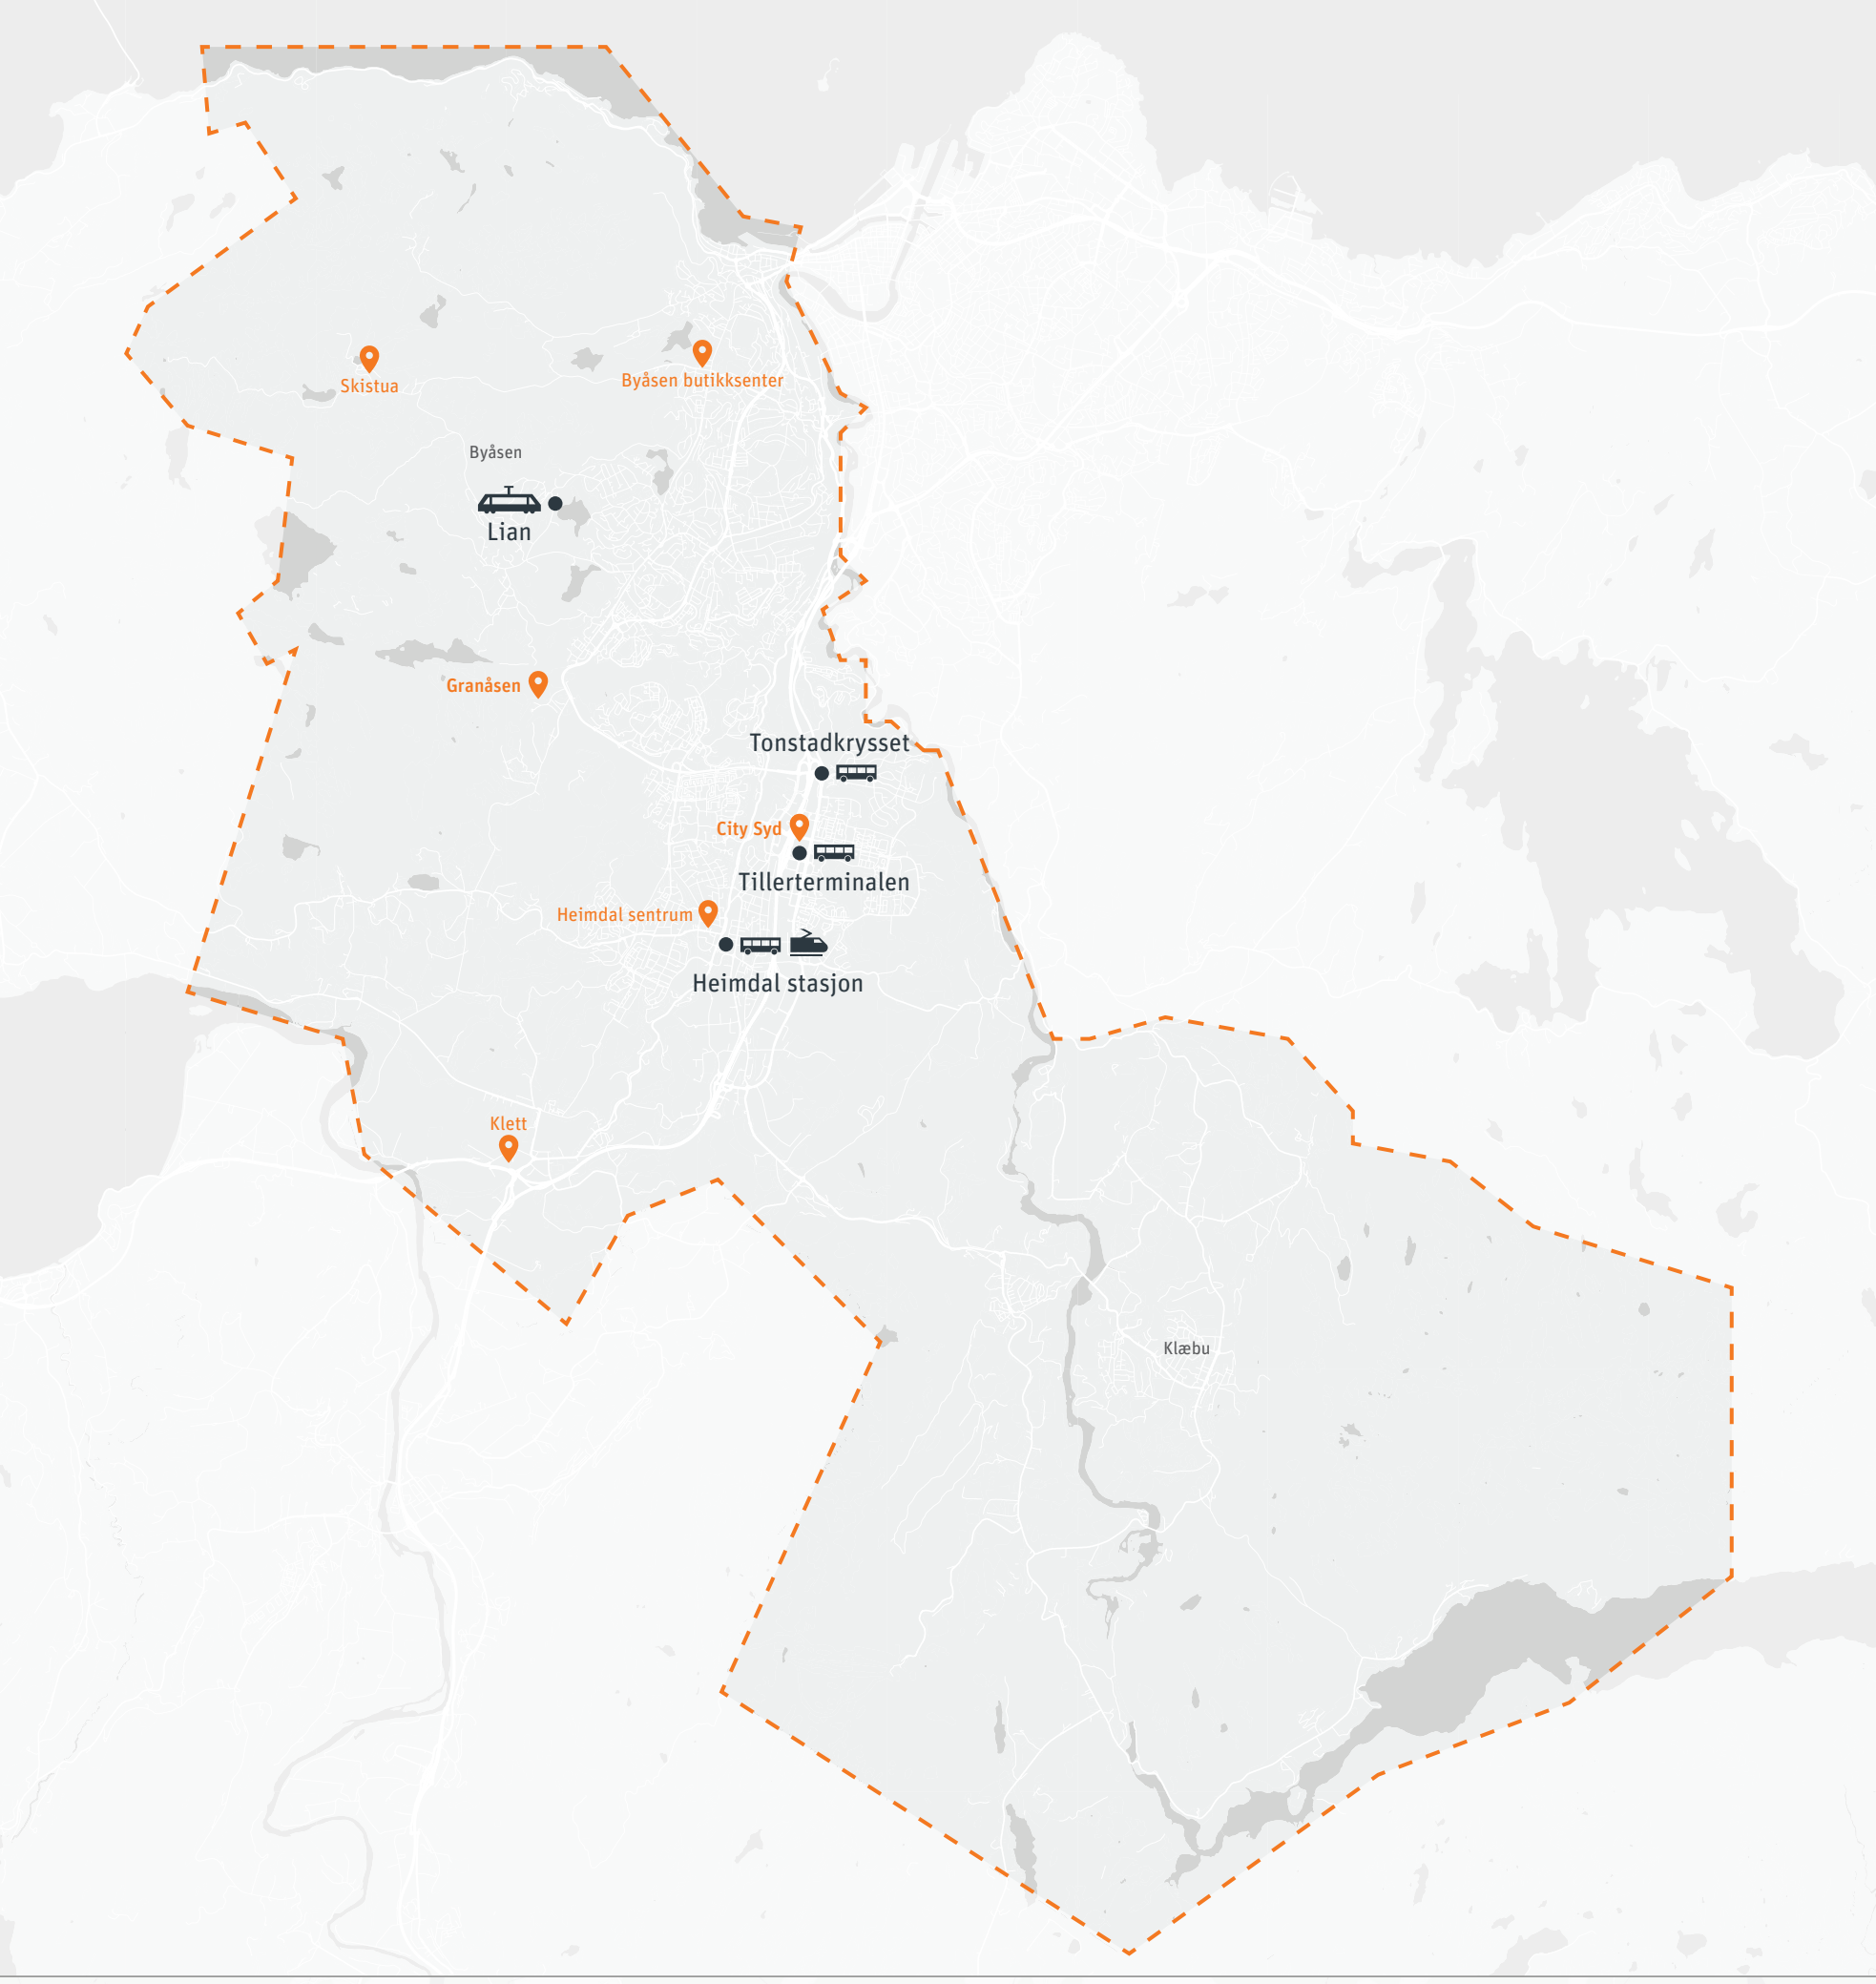 Skistua
Byåsen butikksenter
Byåsen
Lian
Granåsen
Tonstadkrysset
City Syd
Tillerterminalen
Heimdal sentrum
Heimdal stasjon
Klett
Klæbu